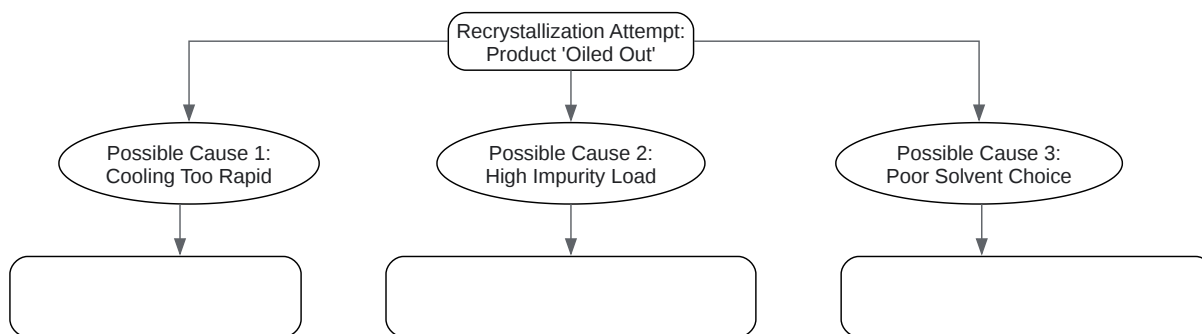 Recrystallization Attempt:
Product 'Oiled Out'
Possible Cause 1:
Cooling Too Rapid
Possible Cause 2:
High Impurity Load
Possible Cause 3:
Poor Solvent Choice